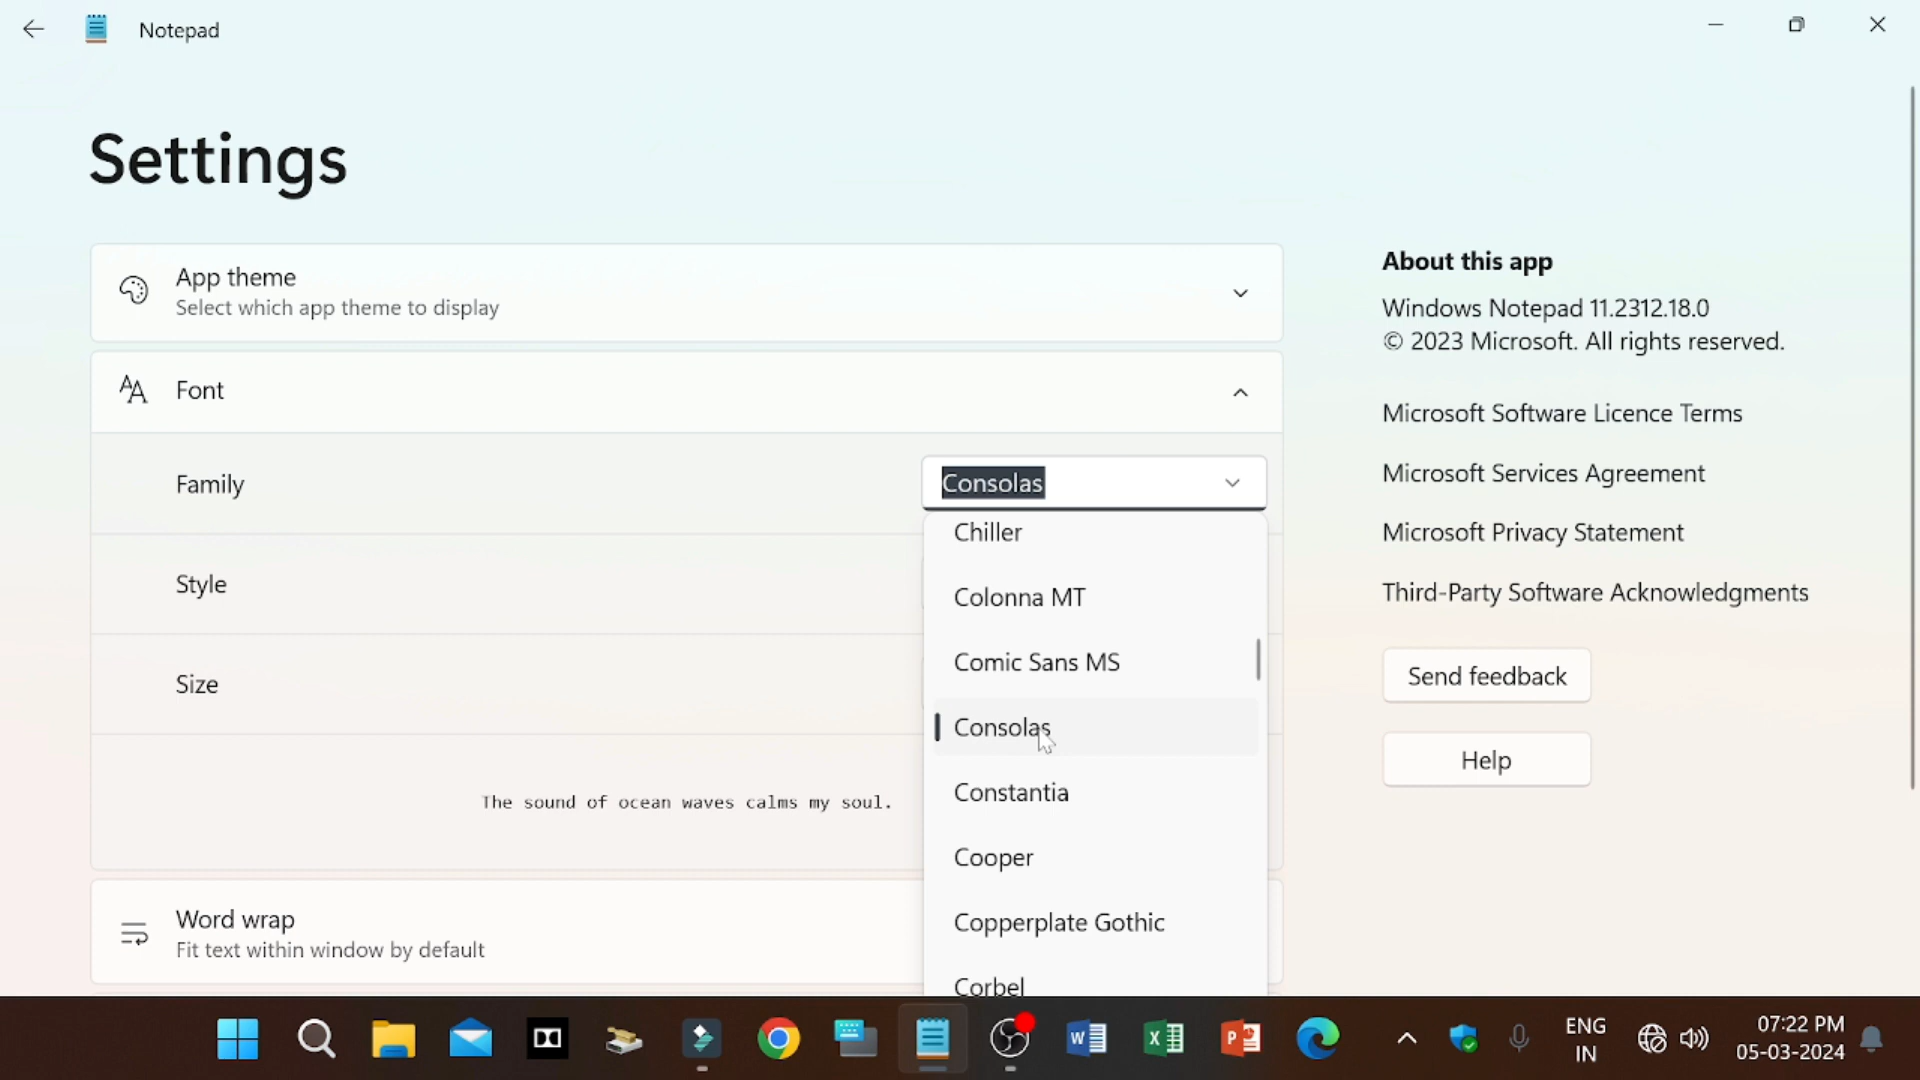 Notepad
Settings
App theme
Select which app theme to display
Font
Family
Consolas
Chiller
Style
Colonna MT
Comic Sans MS
Size
Consolas
Constantia
The sound of ocean waves calms my soul.
Cooper
Copperplate Gothic
Corbel
Word wrap
Fit text within window by default
About this app
Windows Notepad 11.2312.18.0
© 2023 Microsoft. All rights reserved.
Microsoft Software Licence Terms
Microsoft Services Agreement
Microsoft Privacy Statement
Third-Party Software Acknowledgments
Send feedback
Help
ENG
IN
07:22 PM
05-03-2024